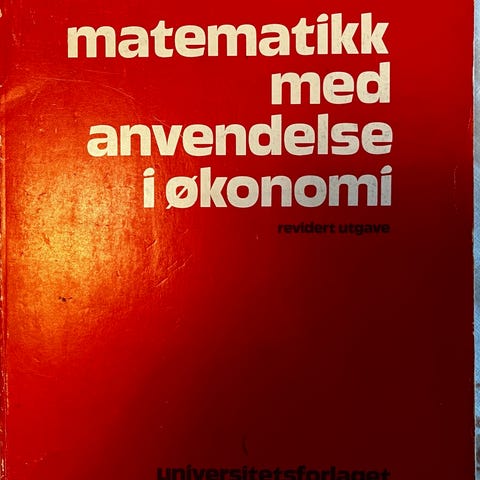 matematikk
med
anvendelse
i økonomi
revidert utgave
universitetsforlaget